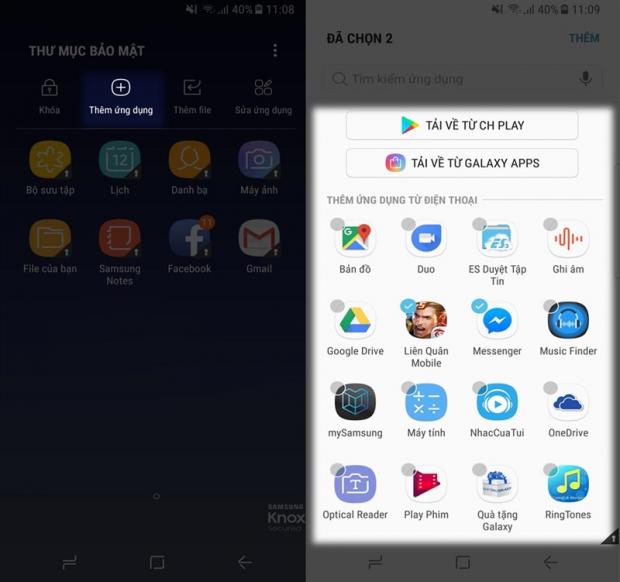 40% 11:08
THƯ MỤC BẢO MẬT
Khóa
Thêm ứng dụng
Thêm file
Sửa ứng dụng
12
Bộ sưu tập
Lịch
Danh bạ
Máy ảnh
11
File của bạn
Samsung
Notes
Facebook
Gmail
SAMSUNG
Knox
Secured
40% 11:09
ĐÃ CHỌN 2
THÊM
Tìm kiếm ứng dụng
TẢI VỀ TỪ CH PLAY
TẢI VỀ TỪ GALAXY APPS
THÊM ỨNG DỤNG TỪ ĐIỆN THOẠI
Bản đồ
Duo
ES Duyệt Tập
Tin
Ghi âm
Google Drive
Liên Quân
Mobile
Messenger
Music Finder
mySamsung
Máy tính
NhacCuaTui
OneDrive
Optical Reader
Play Phim
Quà tặng
Galaxy
RingTones